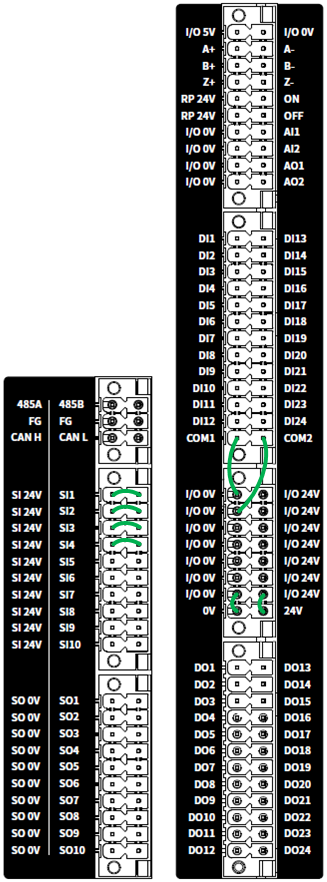 I/O 5V I/O 0V
A+ A-
B+ B-
Z+ Z-
RP 24V ON
RP 24V OFF
I/O 0V AI1
I/O 0V AI2
I/O 0V AO1
I/O 0V AO2
DI1 DI13
DI2 DI14
DI3 DI15
DI4 DI16
DI5 DI17
DI6 DI18
DI7 DI19
DI8 DI20
DI9 DI21
DI10 DI22
DI11 DI23
DI12 DI24
COM1 COM2
I/O 0V I/O 24V
I/O 0V I/O 24V
I/O 0V I/O 24V
I/O 0V I/O 24V
I/O 0V I/O 24V
I/O 0V I/O 24V
I/O 0V I/O 24V
0V 24V
DO1 DO13
DO2 DO14
DO3 DO15
DO4 DO16
DO5 DO17
DO6 DO18
DO7 DO19
DO8 DO20
DO9 DO21
DO10 DO22
DO11 DO23
DO12 DO24
485A 485B
FG FG
CAN H CAN L
SI 24V SI1
SI 24V SI2
SI 24V SI3
SI 24V SI4
SI 24V SI5
SI 24V SI6
SI 24V SI7
SI 24V SI8
SI 24V SI9
SI 24V SI10
SO 0V SO1
SO 0V SO2
SO 0V SO3
SO 0V SO4
SO 0V SO5
SO 0V SO6
SO 0V SO7
SO 0V SO8
SO 0V SO9
SO 0V SO10